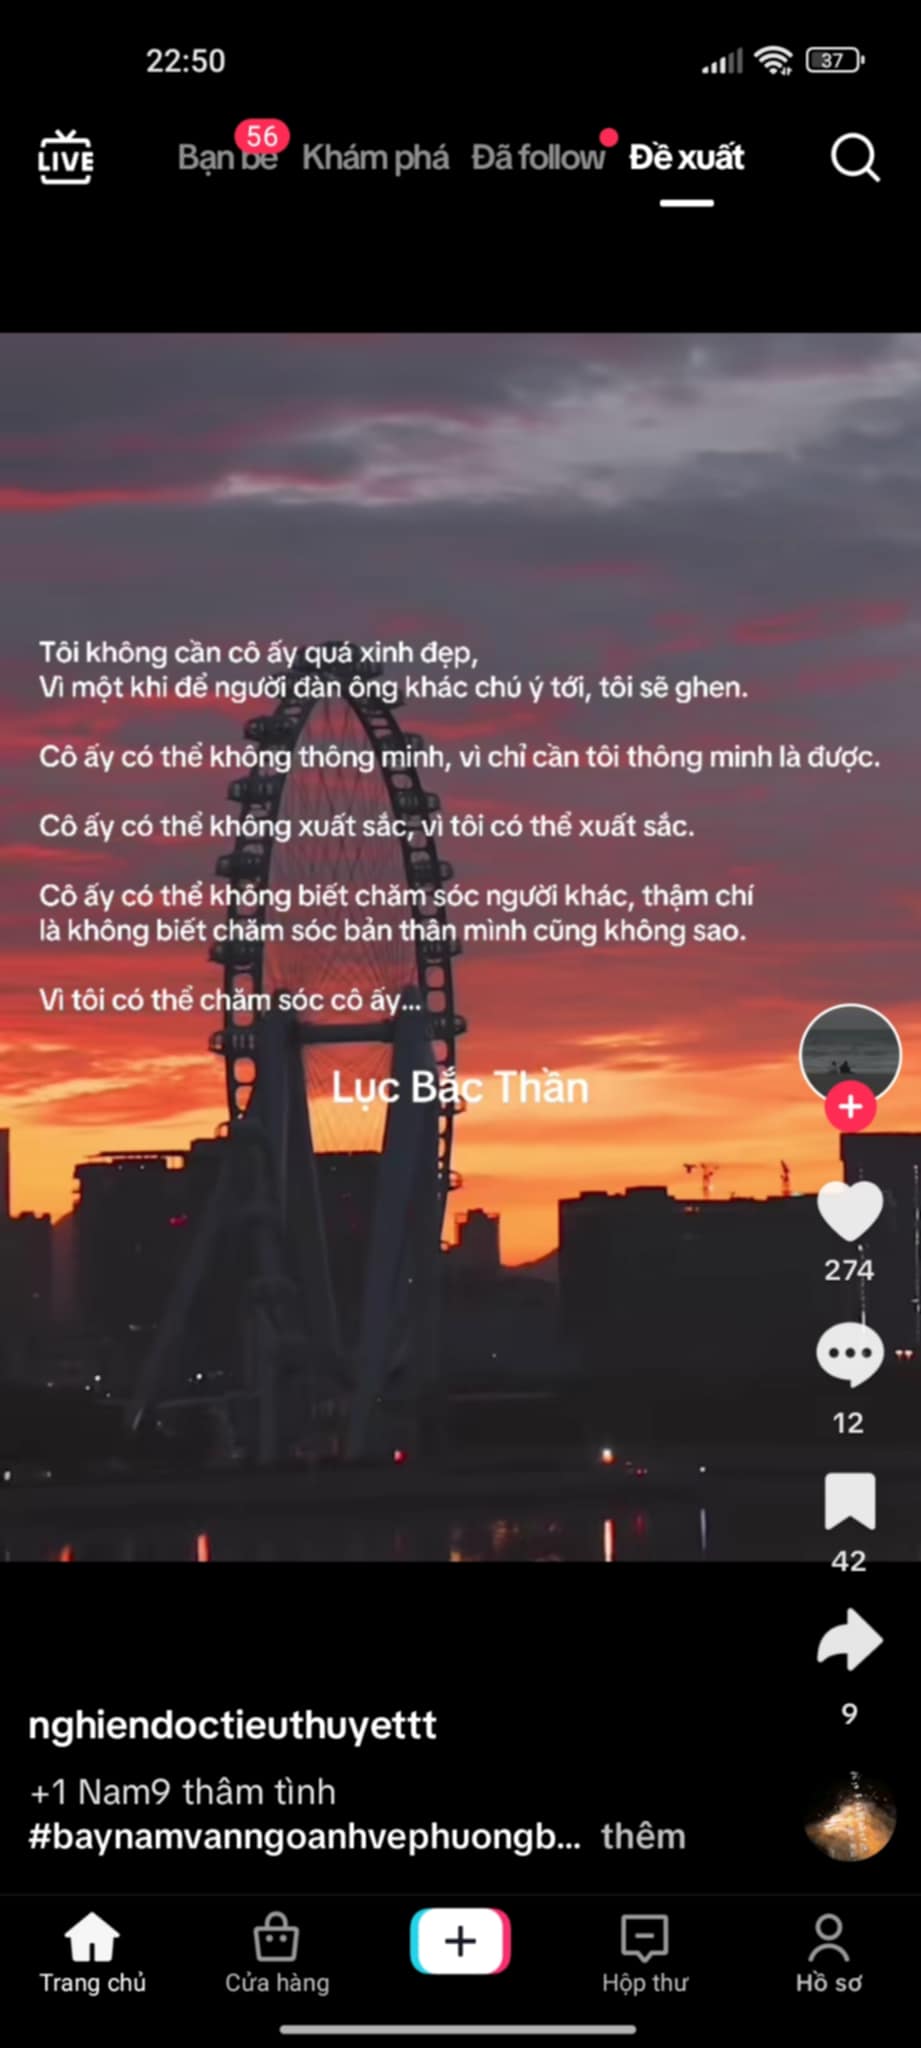 22:50
37
LIVE
Bạn bè
56
Khám phá
Đã follow
Đề xuất
Tôi không cần cô ấy quá xinh đẹp,
Vì một khi để người đàn ông khác chú ý tới, tôi sẽ ghen.
Cô ấy có thể không thông minh, vì chỉ cần tôi thông minh là được.
Cô ấy có thể không xuất sắc, vì tôi có thể xuất sắc.
Cô ấy có thể không biết chăm sóc người khác, thậm chí
là không biết chăm sóc bản thân mình cũng không sao.
Vì tôi có thể chăm sóc cô ấy...
Lục Bắc Thần
274
12
42
9
nghiendoctieuthuyettt
+1 Nam9 thâm tình
#baynamvanngoanhvephuongb... thêm
Trang chủ
Cửa hàng
Hộp thư
Hồ sơ